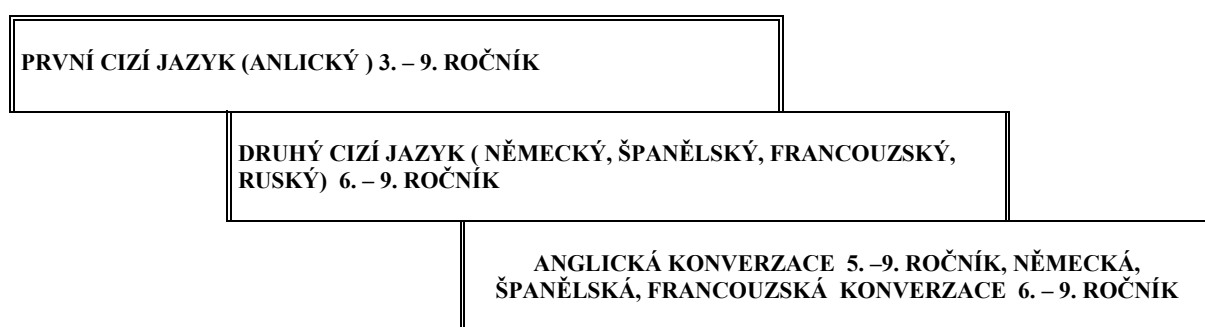 PRVNÍ CIZÍ JAZYK (ANLICKÝ ) 3. – 9. ROČNÍK
DRUHÝ CIZÍ JAZYK ( NĚMECKÝ, ŠPANĚLSKÝ, FRANCOUZSKÝ,
RUSKÝ) 6. – 9. ROČNÍK
ANGLICKÁ KONVERZACE 5. –9. ROČNÍK, NĚMECKÁ,
ŠPANĚLSKÁ, FRANCOUZSKÁ KONVERZACE 6. – 9. ROČNÍK